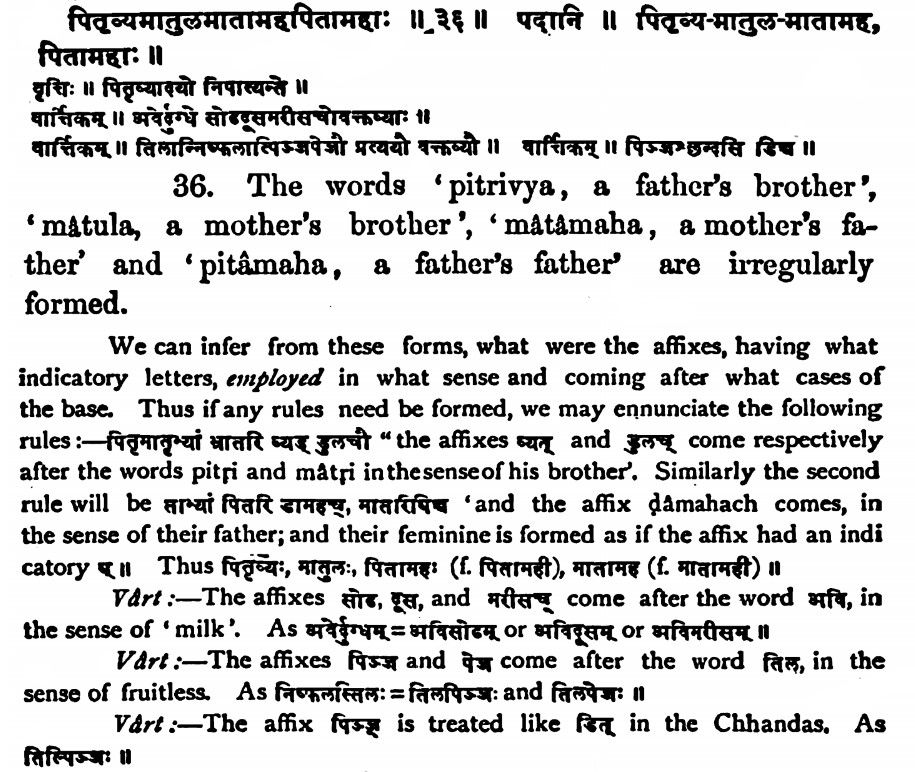 पितृव्यमातुलमातामहपितामहाः ॥ ३६ ॥ पदानि ॥ पितृव्य-मातुल-मातामह,
पितामहाः ॥
वृत्तिः ॥ पितृव्यादयो निपात्यन्ते ॥
वार्त्तिकम् ॥ अवेर्दुग्धे सोढदूसमरीसचोवक्तव्याः ॥
वार्त्तिकम् ॥ तिलान्निष्फलात्पिञ्जपेजौ प्रत्ययौ वक्तव्यौ ॥ वार्त्तिकम् ॥ पिञ्जश्छन्दसि डिच्च ॥
36. The words ‘pitrivya, a father's brother’,
‘mâtula, a mother's brother’, ‘mâtâmaha, a mother's fa-
ther’ and ‘pitâmaha, a father's father’ are irregularly
formed.
We can infer from these forms, what were the affixes, having what
indicatory letters, employed in what sense and coming after what cases of
the base. Thus if any rules need be formed, we may ennunciate the following
rules :—पितृमातृभ्यां भ्रातरि व्यड् डुलचौ “the affixes व्यत् and डुलच् come respectively
after the words pitṛi and mâtṛi in the sense of his brother’. Similarly the second
rule will be ताभ्यां पितरि डामहच्, मातरिषिच्च ‘and the affix ḍâmahach comes, in
the sense of their father; and their feminine is formed as if the affix had an indi
catory ष् ॥ Thus पितृव्यः, मातुलः, पितामहः (f. पितामही), मातामह (f. मातामही) ॥
Vârt :—The affixes सोढ, दूस, and मरीसच् come after the word अवि, in
the sense of ‘milk’. As अवेर्दुग्धम् = अविसोढम् or अविदूसम् or अविमरीसम् ॥
Vârt :—The affixes पिञ्ज and पेज come after the word तिल, in the
sense of fruitless. As निष्फलस्तिलः = तिलपिञ्जः and तिलपेजः ॥
Vârt :—The affix पिञ्ज is treated like डित् in the Chhandas. As
तिल्पिञ्जः ॥